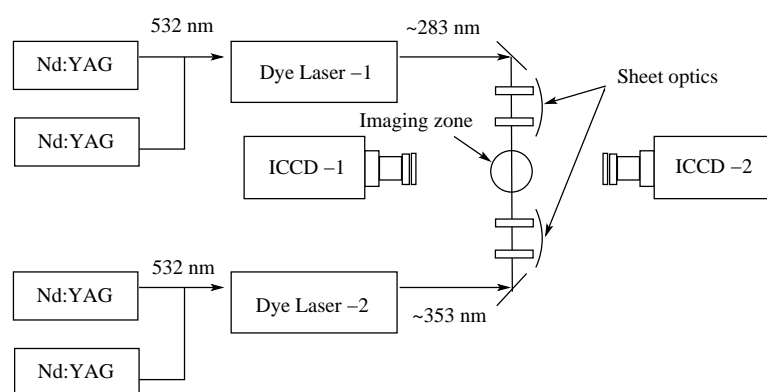 532 nm
~283 nm
Nd:YAG
Dye Laser –1
Sheet optics
Imaging zone
Nd:YAG
ICCD –1
ICCD –2
532 nm
Nd:YAG
Dye Laser –2
~353 nm
Nd:YAG